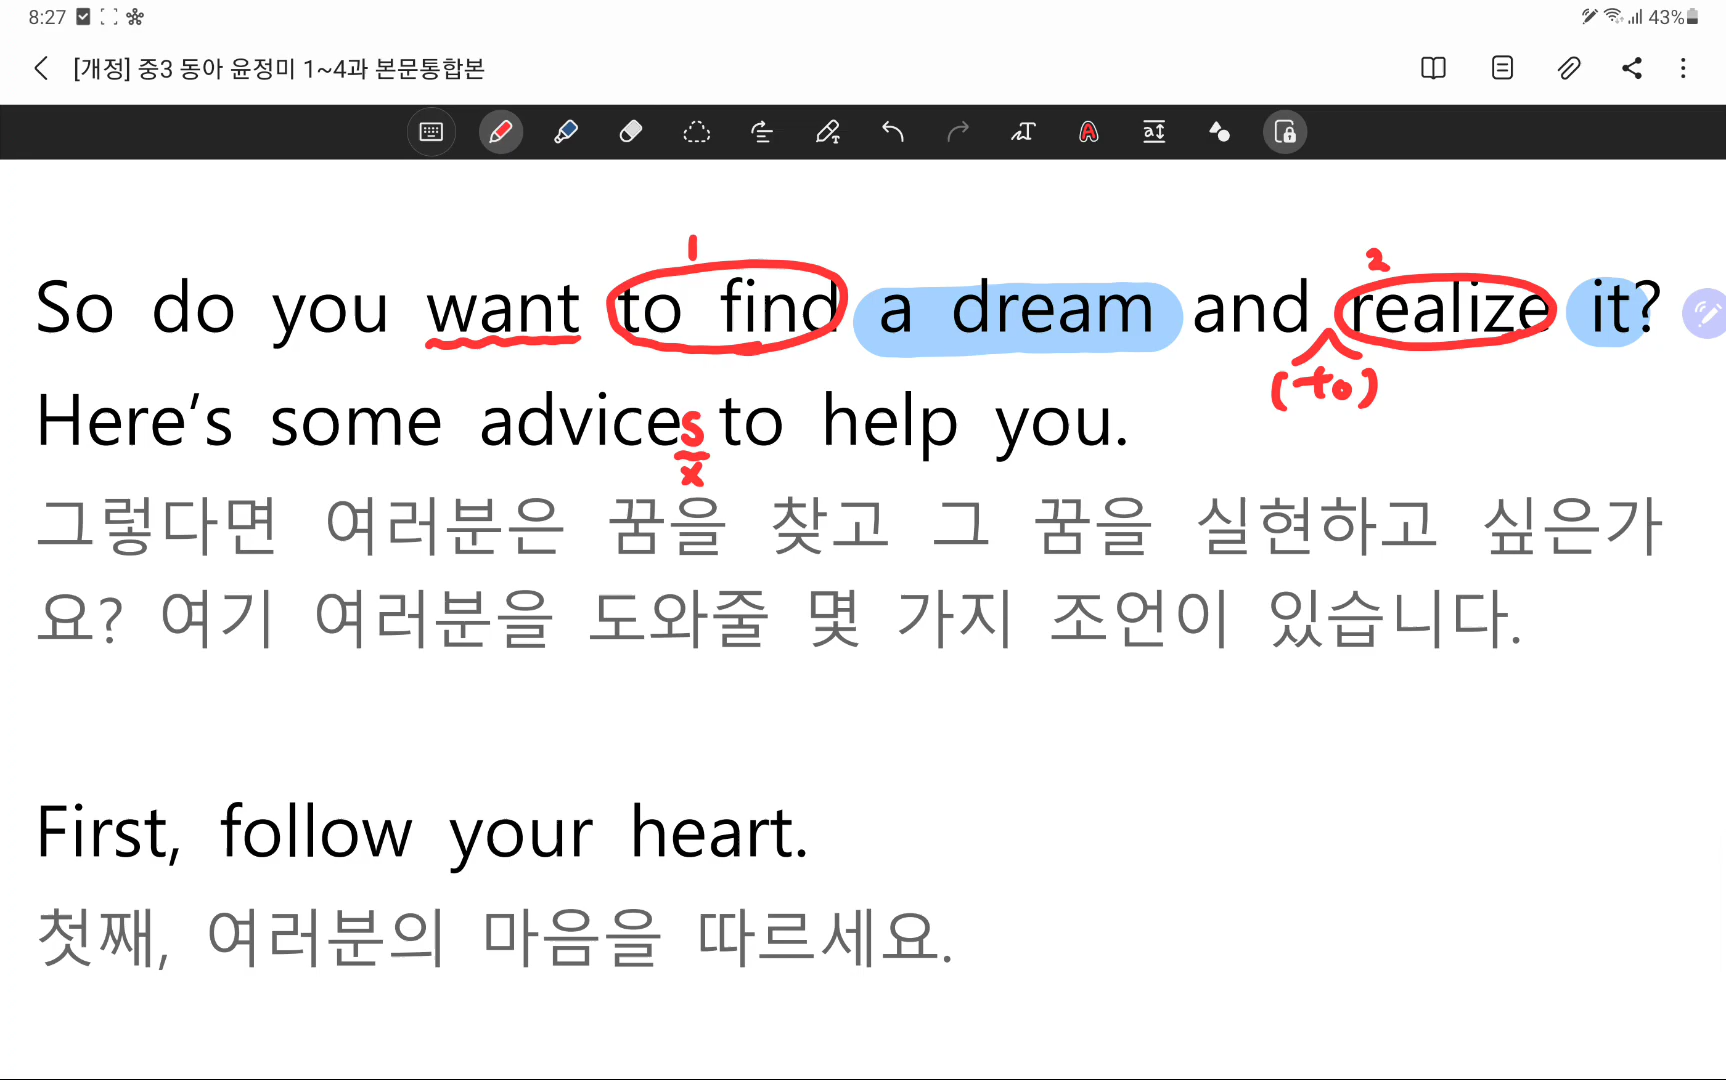 8:27
43%
[개정] 중3 동아 윤정미 1~4과 본문통합본
1 2
So do you want to find a dream and realize it?
(to)
Here's some advices to help you.
x
그렇다면 여러분은 꿈을 찾고 그 꿈을 실현하고 싶은가
요? 여기 여러분을 도와줄 몇 가지 조언이 있습니다.
First, follow your heart.
첫째, 여러분의 마음을 따르세요.